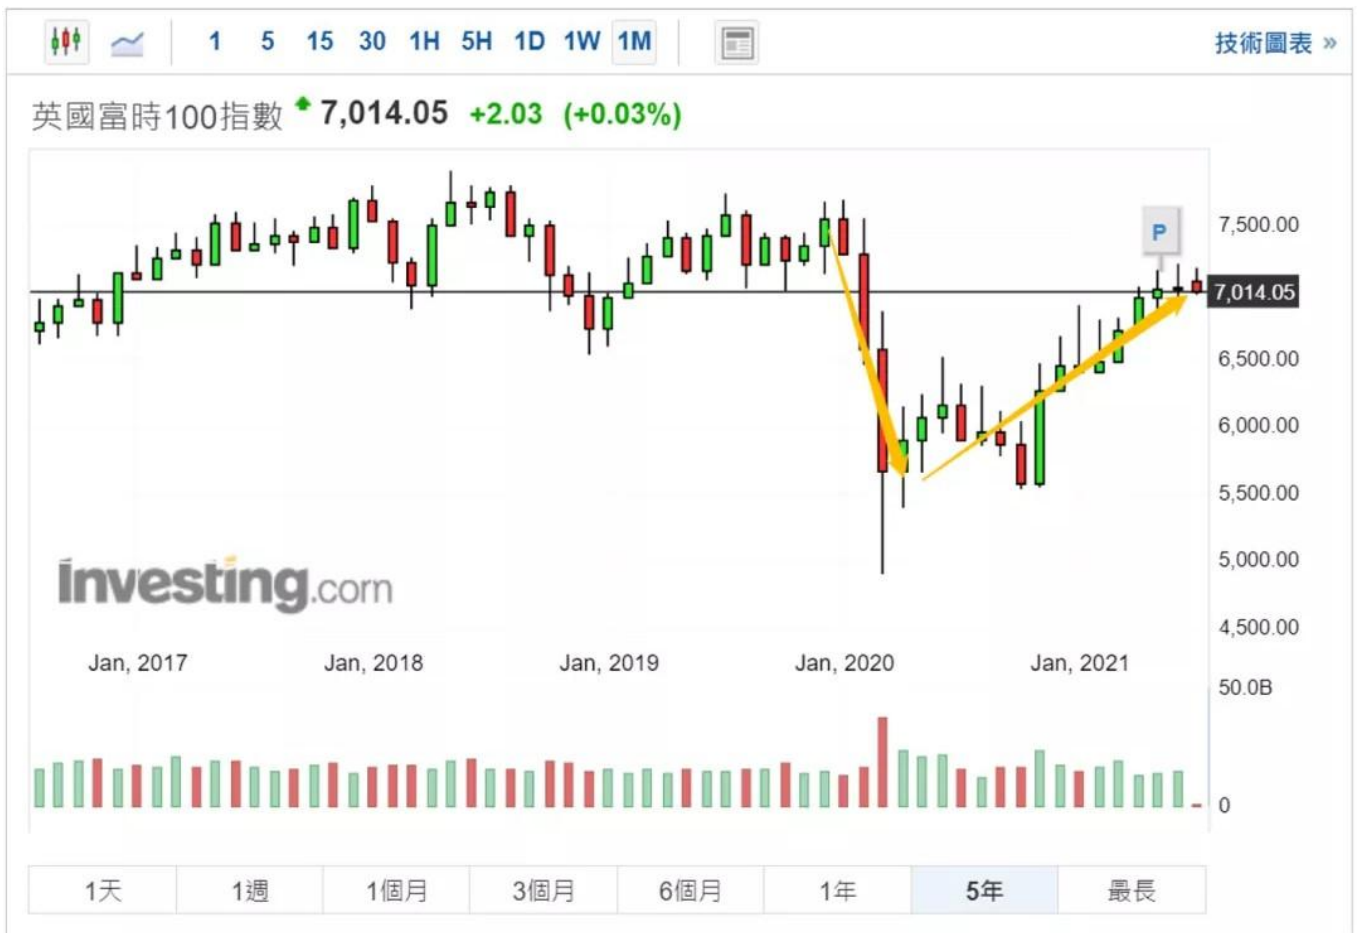 1 5 15 30 1H 5H 1D 1W 1M 技術圖表 »
英國富時100指數 7,014.05 +2.03 (+0.03%)
P
7,500.00
7,014.05
6,500.00
6,000.00
5,500.00
5,000.00
4,500.00
Investing.com
Jan, 2017 Jan, 2018 Jan, 2019 Jan, 2020 Jan, 2021
50.0B
0
1天 1週 1個月 3個月 6個月 1年 5年 最長